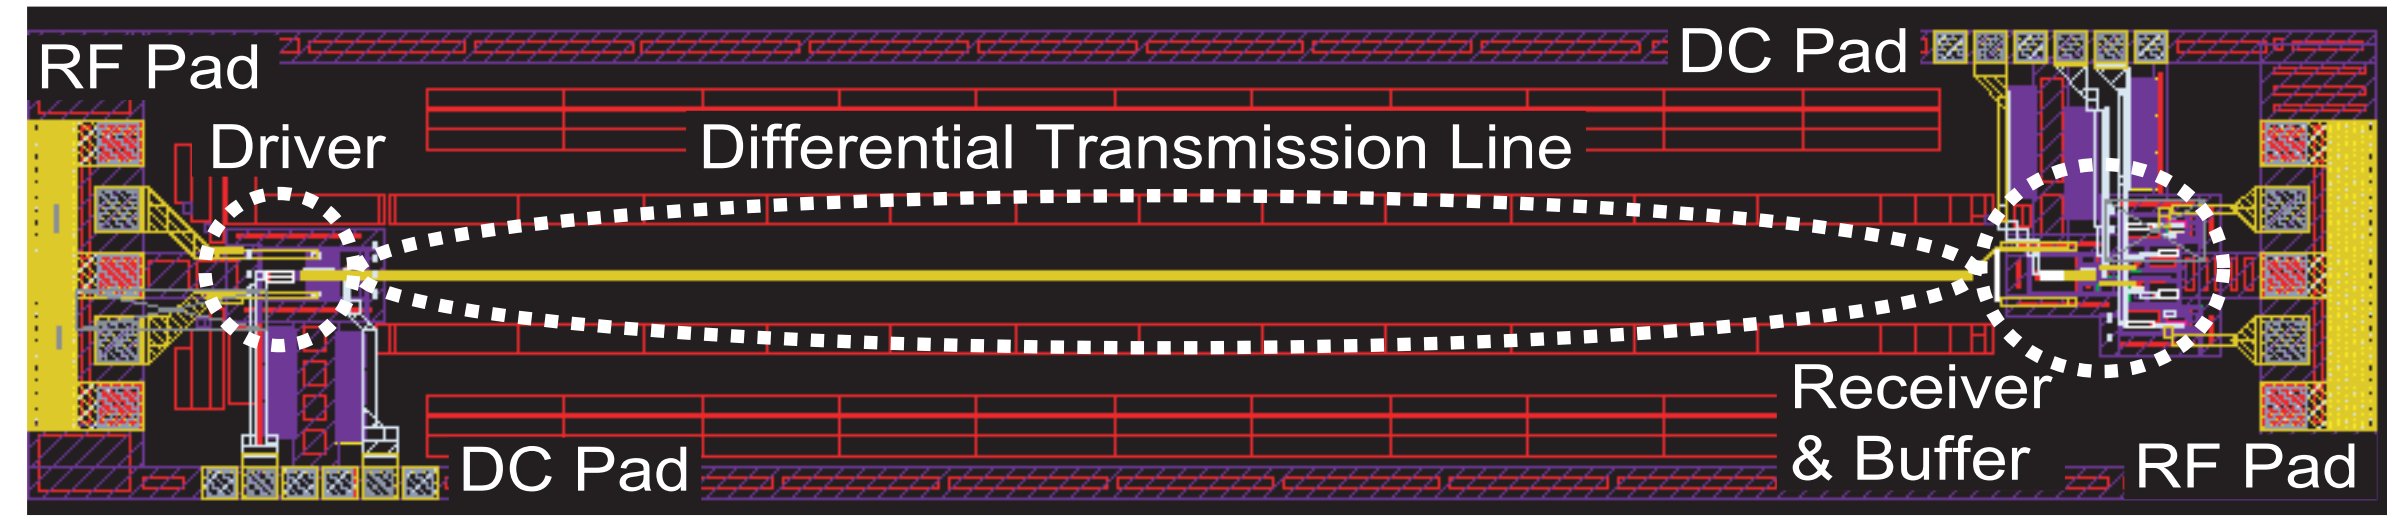 RF Pad
DC Pad
Driver
Differential Transmission Line
Receiver
& Buffer
DC Pad
RF Pad